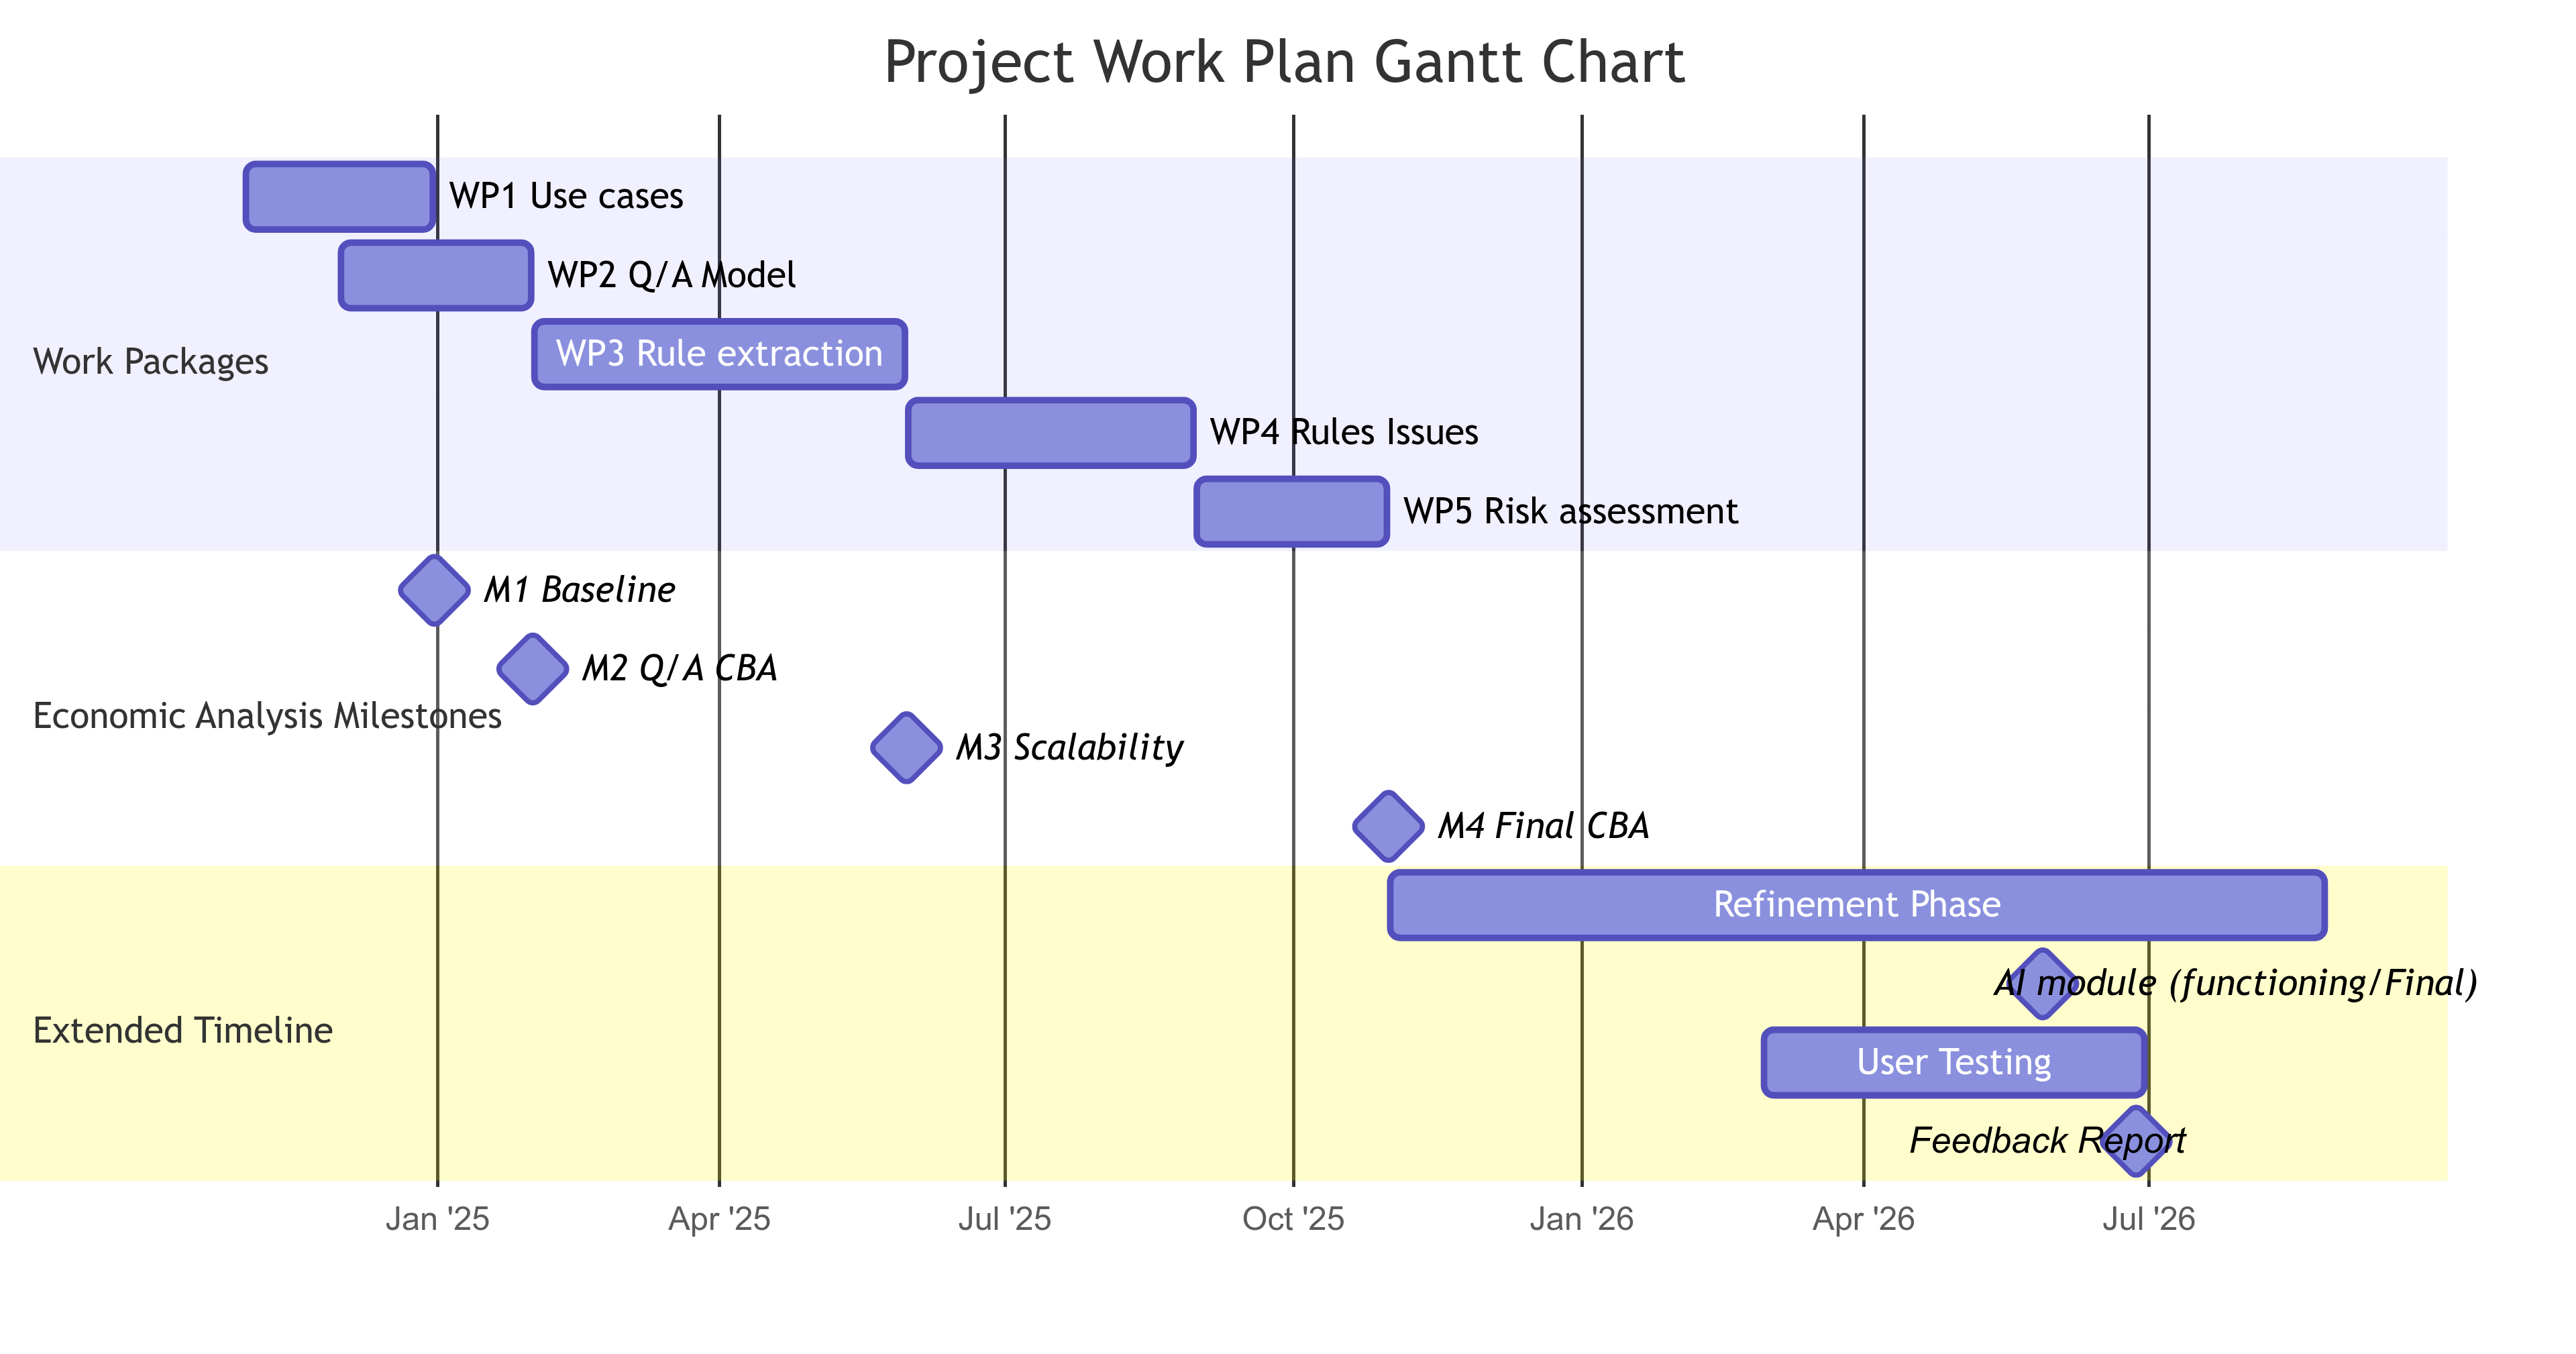 Project Work Plan Gantt Chart
WP1 Use cases
WP2 Q/A Model
WP3 Rule extraction
Work Packages
WP4 Rules Issues
WP5 Risk assessment
M1 Baseline
M2 Q/A CBA
Economic Analysis Milestones
M3 Scalability
M4 Final CBA
Refinement Phase
AI module (functioning/Final)
Extended Timeline
User Testing
Feedback Report
Jan '25
Apr '25
Jul '25
Oct '25
Jan '26
Apr '26
Jul '26